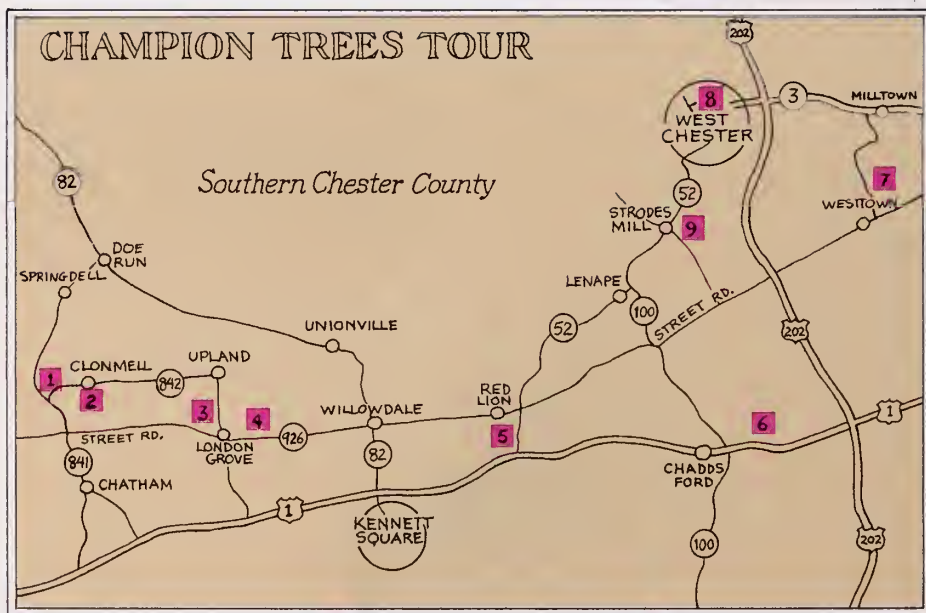 CHAMPION TREES TOUR
202
8
3
MILLTOWN
WEST
CHESTER
82
Southern Chester County
52
7
STRODES
MILL
9
WESTTOWN
DOE
RUN
SPRINGDELL
LENAPE
100
STREET RD.
UNIONVILLE
52
202
1
CLONMELL
UPLAND
842
2
3
4
WILLOWDALE
RED
LION
5
6
1
STREET RD.
926
LONDON
GROVE
82
CHADDS
FORD
841
CHATHAM
1
KENNETT
SQUARE
100
202